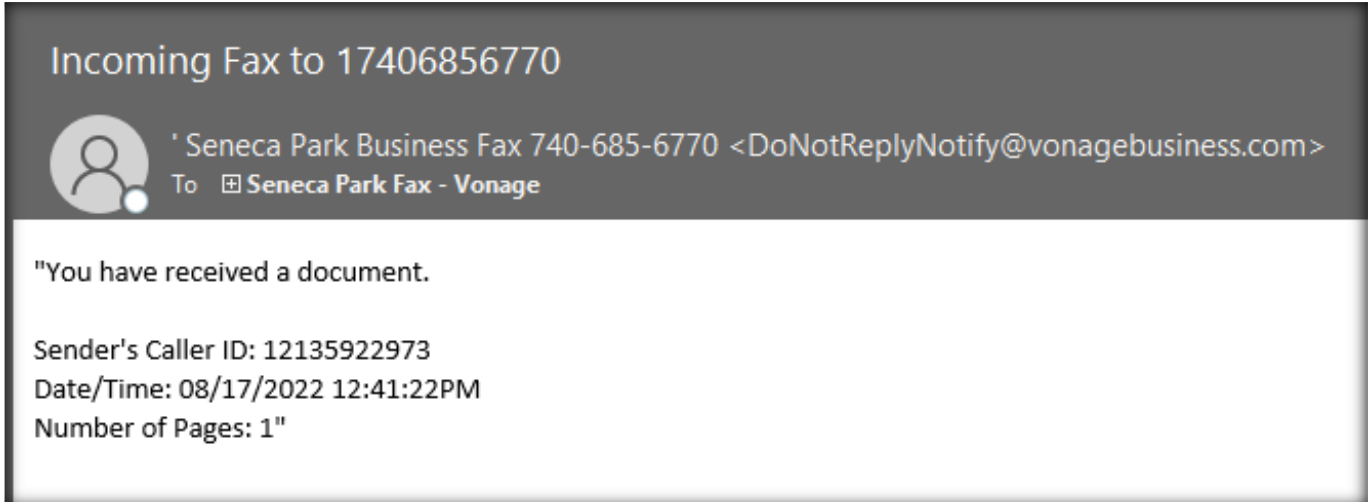 Incoming Fax to 17406856770
' Seneca Park Business Fax 740-685-6770 <DoNotReplyNotify@vonagebusiness.com>
To Seneca Park Fax - Vonage
"You have received a document.
Sender's Caller ID: 12135922973
Date/Time: 08/17/2022 12:41:22PM
Number of Pages: 1"